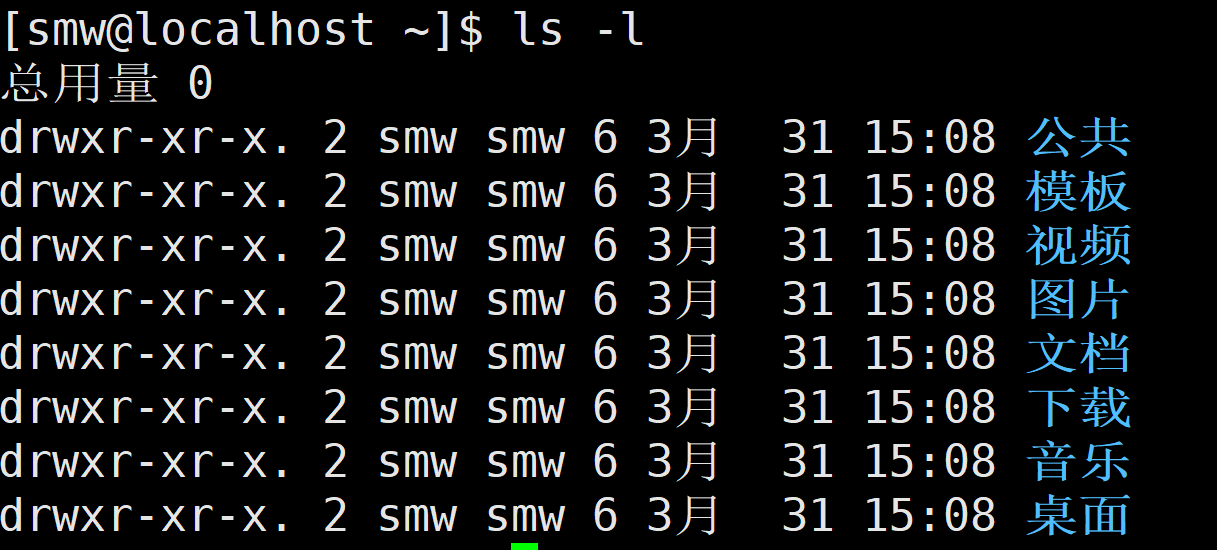 [smw@localhost ~]$ ls -l
总用量 0
drwxr-xr-x. 2 smw smw 6 3月  31 15:08 公共
drwxr-xr-x. 2 smw smw 6 3月  31 15:08 模板
drwxr-xr-x. 2 smw smw 6 3月  31 15:08 视频
drwxr-xr-x. 2 smw smw 6 3月  31 15:08 图片
drwxr-xr-x. 2 smw smw 6 3月  31 15:08 文档
drwxr-xr-x. 2 smw smw 6 3月  31 15:08 下载
drwxr-xr-x. 2 smw smw 6 3月  31 15:08 音乐
drwxr-xr-x. 2 smw smw 6 3月  31 15:08 桌面